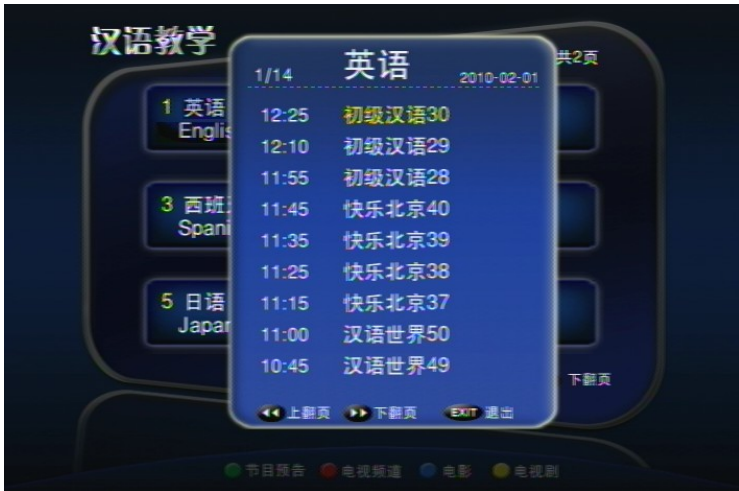 汉语教学
共2页
1 英语
Englis
3 西班
Spani
5 日语
Japar
下翻页
英语
1/14
2010-02-01
12:25 初级汉语30
12:10 初级汉语29
11:55 初级汉语28
11:45 快乐北京40
11:35 快乐北京39
11:25 快乐北京38
11:15 快乐北京37
11:00 汉语世界50
10:45 汉语世界49
上翻页 下翻页 EXIT 退出
节目预告 电视频道 电影 电视剧